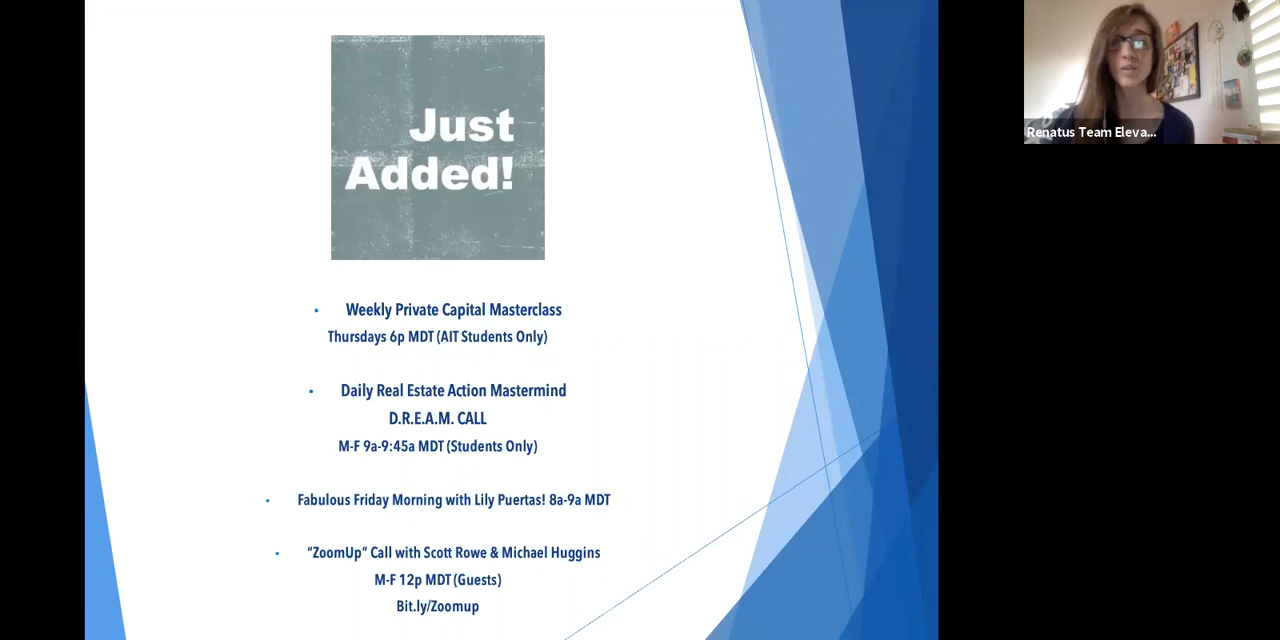 Just
Added!
Renatus Team Eleva...
▪ Weekly Private Capital Masterclass
Thursdays 6p MDT (AIT Students Only)
• Daily Real Estate Action Mastermind
D.R.E.A.M. CALL
M-F 9a-9:45a MDT (Students Only)
• Fabulous Friday Morning with Lily Puertas! 8a-9a MDT
• “ZoomUp” Call with Scott Rowe & Michael Huggins
M-F 12p MDT (Guests)
Bit.ly/Zoomup